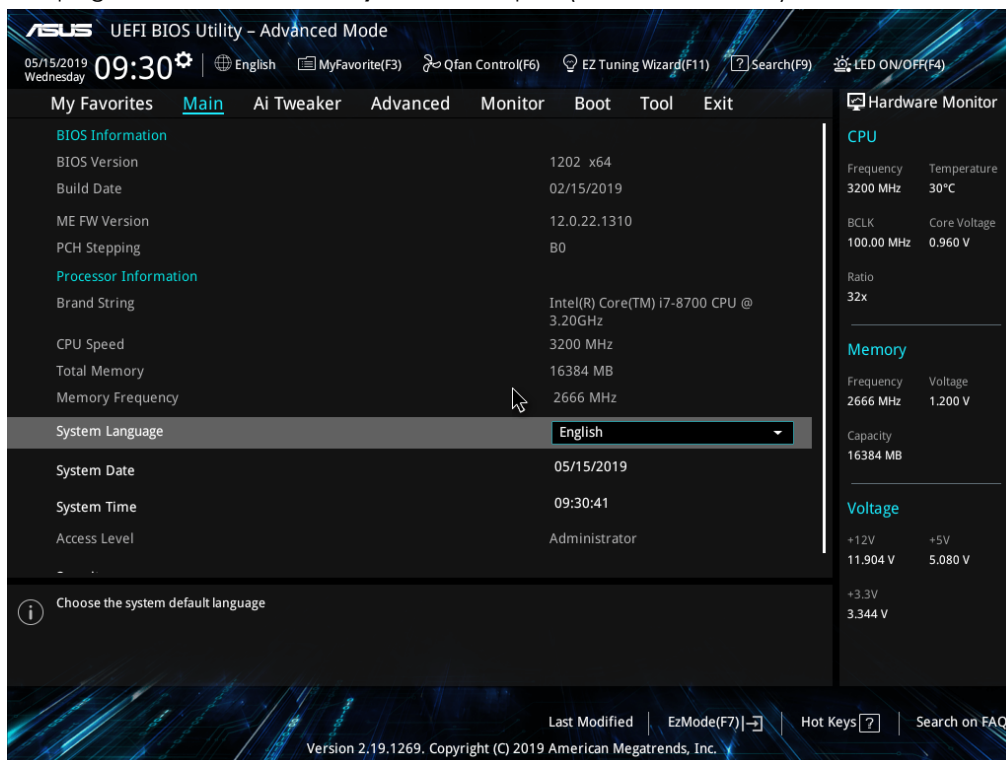 ASUS UEFI BIOS Utility – Advanced Mode
05/15/2019
Wednesday
09:30 English MyFavorite(F3) Qfan Control(F6) EZ Tuning Wizard(F11) ? Search(F9) LED ON/OFF(F4)
My Favorites Main Ai Tweaker Advanced Monitor Boot Tool Exit
BIOS Information
BIOS Version 1202 x64
Build Date 02/15/2019
ME FW Version 12.0.22.1310
PCH Stepping B0
Processor Information
Brand String Intel(R) Core(TM) i7-8700 CPU @
3.20GHz
CPU Speed 3200 MHz
Total Memory 16384 MB
Memory Frequency 2666 MHz
System Language English
System Date 05/15/2019
System Time 09:30:41
Access Level Administrator
Hardware Monitor
CPU
Frequency Temperature
3200 MHz 30°C
BCLK Core Voltage
100.00 MHz 0.960 V
Ratio
32x
Memory
Frequency Voltage
2666 MHz 1.200 V
Capacity
16384 MB
Voltage
+12V +5V
11.904 V 5.080 V
+3.3V
3.344 V
i Choose the system default language
Last Modified EzMode(F7) Hot Keys ? Search on FAQ
Version 2.19.1269. Copyright (C) 2019 American Megatrends, Inc.